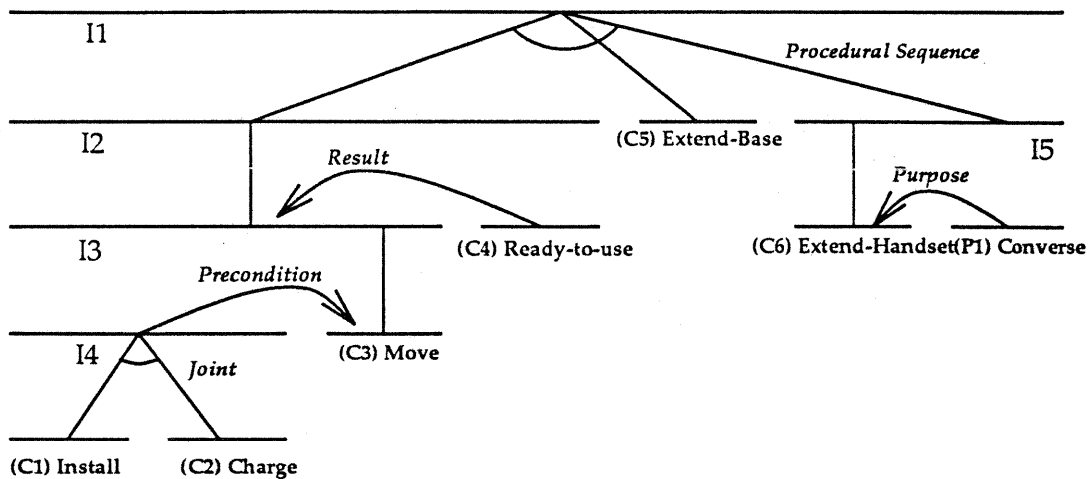 I1
Procedural Sequence
I2
(C5) Extend-Base
I5
Result
Purpose
I3
(C4) Ready-to-use
(C6) Extend-Handset(P1) Converse
Precondition
I4
Joint
(C3) Move
(C1) Install
(C2) Charge